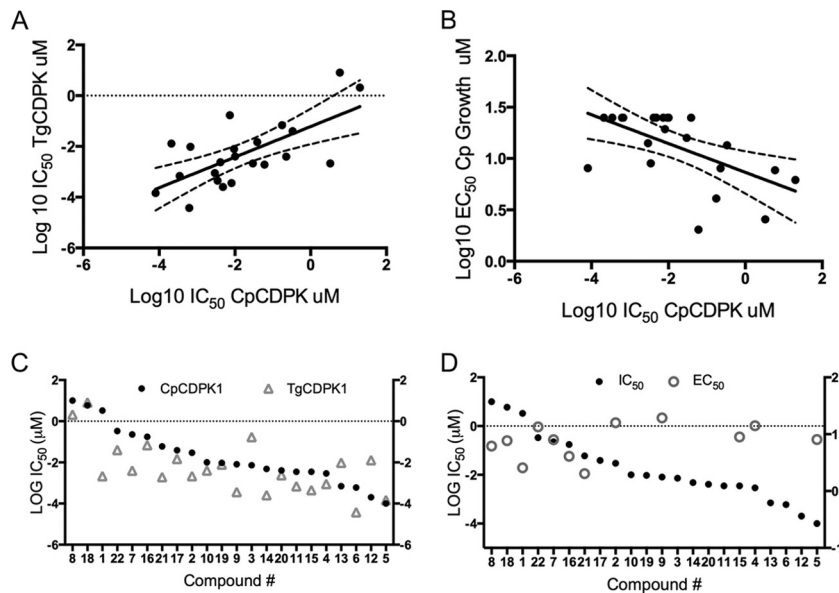 A
Log 10 IC50 TgCDPK uM
2
0
-2
-4
-6
-6 -4 -2 0 2
Log10 IC50 CpCDPK uM
B
Log10 EC50 Cp Growth uM
2.0
1.5
1.0
0.5
0.0
-6 -4 -2 0 2
Log10 IC50 CpCDPK uM
C
CpCDPK1 TgCDPK1
LOG IC50 (μM)
2
0
-2
-4
-6
2
0
-2
-4
-6
8 18 1 22 7 16 21 17 2 10 19 9 3 14 20 11 15 4 13 6 12 5
Compound #
D
IC50 EC50
LOG IC50 (μM)
2
0
-2
-4
2
1
0
-1
8 18 1 22 7 16 21 17 2 10 19 9 3 14 20 11 15 4 13 6 12 5
Compound #